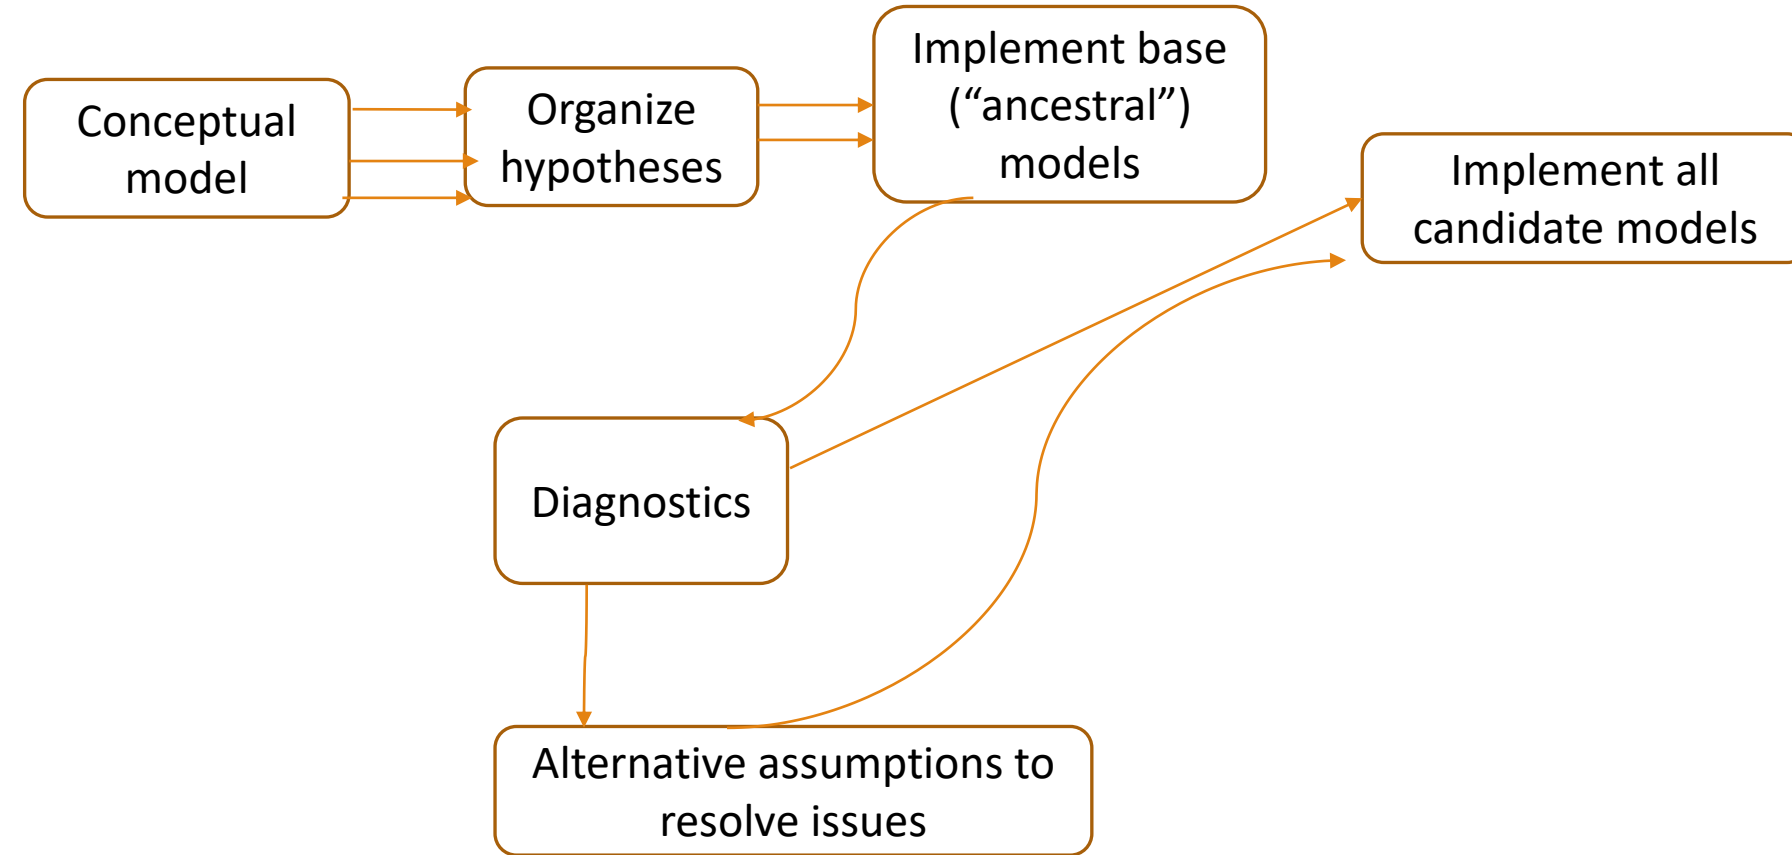 Conceptual
model
Organize
hypotheses
Implement base
(“ancestral”)
models
Implement all
candidate models
Diagnostics
Alternative assumptions to
resolve issues